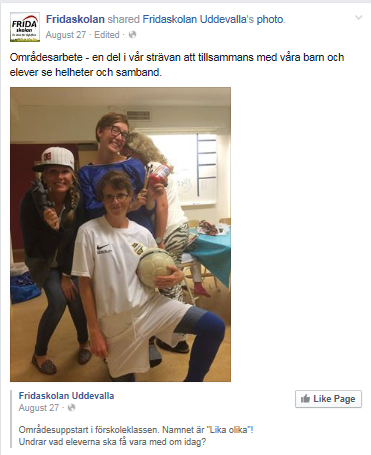 FRIDA
skolan
Fridaskolan shared Fridaskolan Uddevalla's photo.
August 27 · Edited ·
Områdesarbete - en del i vår strävan att tillsammans med våra barn och
elever se helheter och samband.
Fridaskolan Uddevalla
August 27 ·
Like Page
Områdesuppstart i förskoleklassen. Namnet är "Lika olika"!
Undrar vad eleverna ska få vara med om idag?